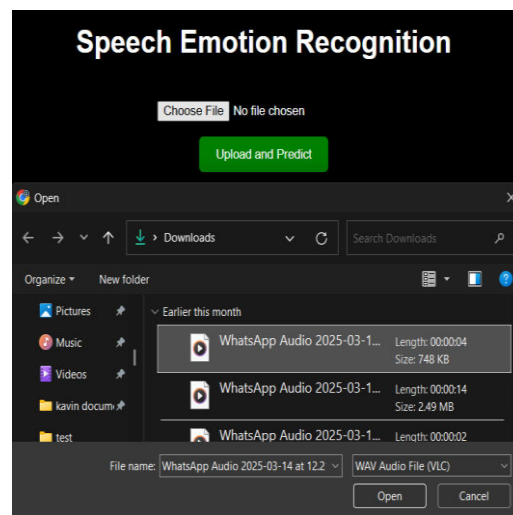 Speech Emotion Recognition
Choose File No file chosen
Upload and Predict
Open
Downloads
Search Downloads
Organize New folder
Pictures
Music
Videos
kavin docum
test
Earlier this month
WhatsApp Audio 2025-03-1... Length: 00:00:04
Size: 748 KB
WhatsApp Audio 2025-03-1... Length: 00:00:14
Size: 2.49 MB
WhatsApp Audio 2025-03-1... Length: 00:00:02
File name: WhatsApp Audio 2025-03-14 at 12.2 WAV Audio File (VLC)
Open Cancel